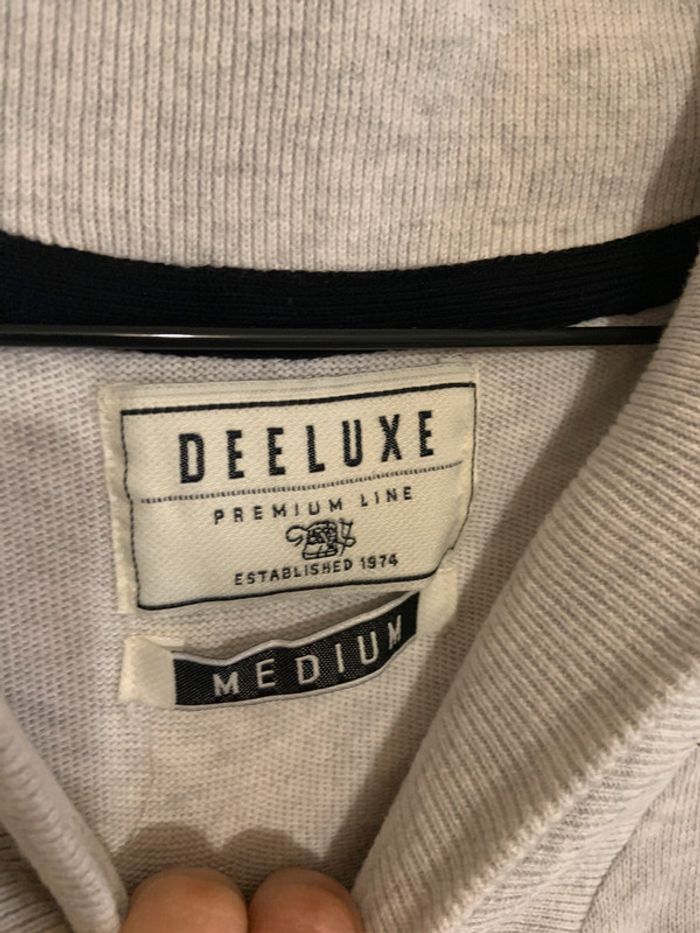 DEELUXE
PREMIUM LINE
ESTABLISHED 1974
MEDIUM